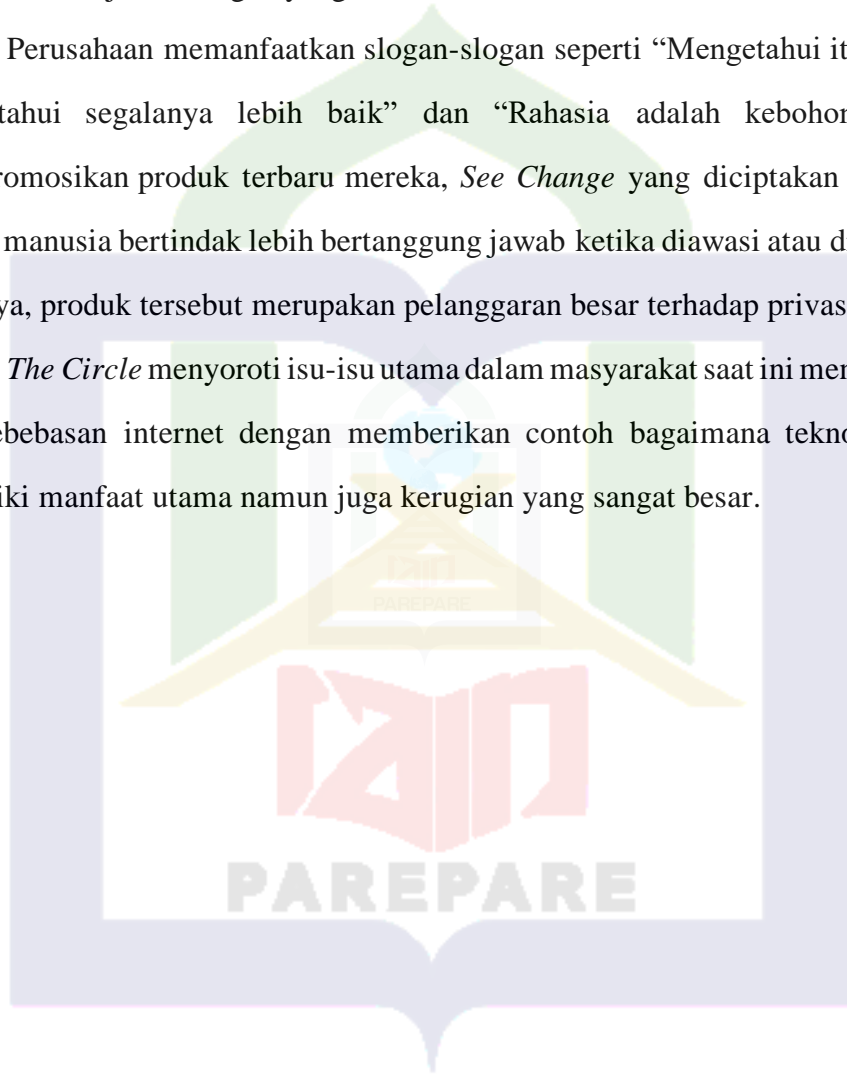 Perusahaan memanfaatkan slogan-slogan seperti “Mengetahui it
tahui segalanya lebih baik” dan “Rahasia adalah kebohon
romosikan produk terbaru mereka, See Change yang diciptakan
manusia bertindak lebih bertanggung jawab ketika diawasi atau d
ya, produk tersebut merupakan pelanggaran besar terhadap privas
The Circle menyoroti isu-isu utama dalam masyarakat saat ini men
ebebasan internet dengan memberikan contoh bagaimana tekno
iki manfaat utama namun juga kerugian yang sangat besar.
PAREPARE
PAREPARE